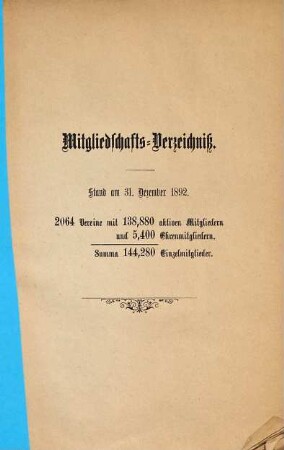 Mitgliedschafts-Verzeichniß.
Stand am 31. Dezember 1892.
2064 Vereine mit 138,880 aktiven Mitgliedern
und 5,400 Ehrenmitgliedern.
Summa 144,280 Einzelmitglieder.